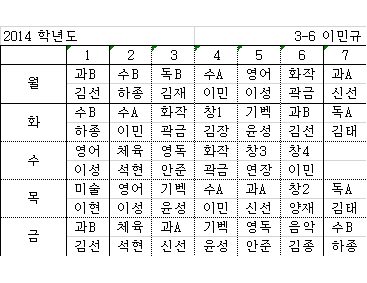 2014 학년도 3-6 이민규
1 2 3 4 5 6 7
월 과B 수B 독B 수A 영어 화작 과A
김선 하종 김재 이민 이성 곽금 신선
화 수B 수A 화작 창1 기벡 과B 독A
하종 이민 곽금 김장 윤성 김선 김태
수 영어 체육 영독 화작 창3 창4
이성 석현 안준 곽금 연장 이민
목 미술 영어 기벡 수A 과A 창2 독A
이현 이성 윤성 이민 신선 양재 김태
금 과B 체육 과A 기벡 영독 음악 수B
김선 석현 신선 윤성 안준 김종 하종